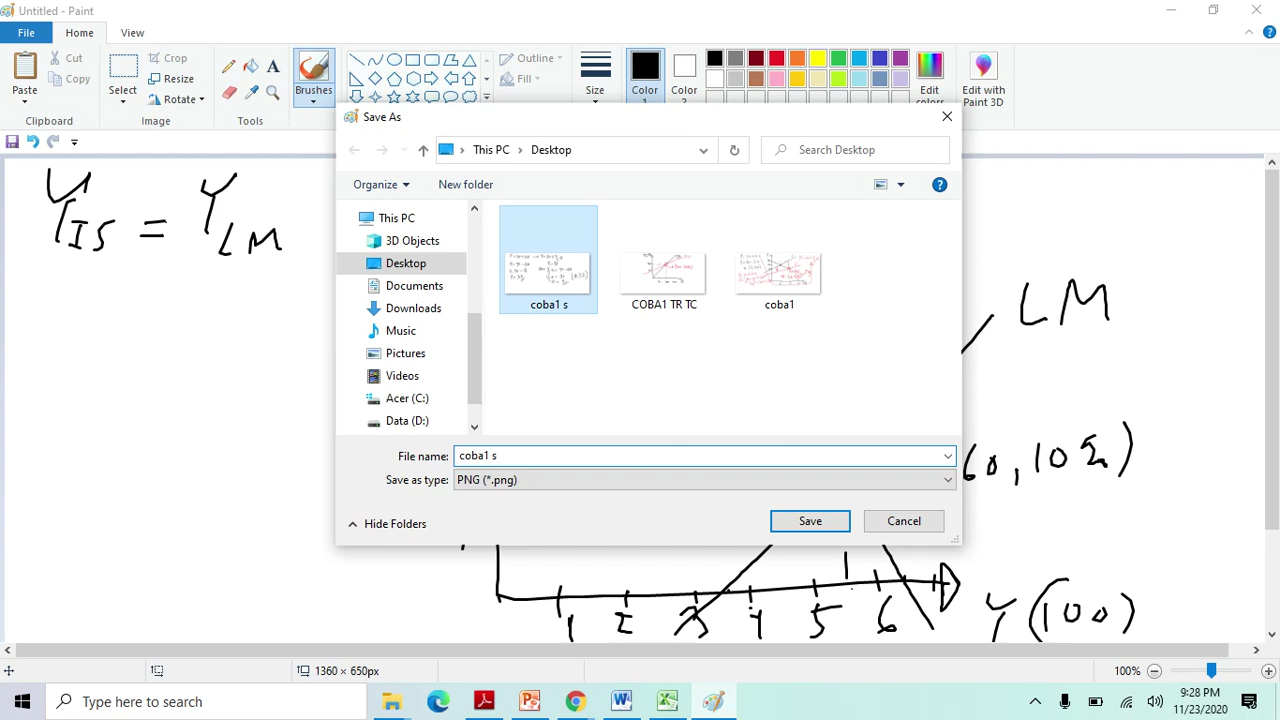 Untitled - Paint
File
Home
View
Paste
Cut
Copy
Clipboard
Select
Crop
Resize
Rotate
Image
Tools
Brushes
Outline
Fill
Size
Color 1
Color 2
Edit colors
Edit with Paint 3D
Save As
This PC
Desktop
Search Desktop
Organize
New folder
This PC
3D Objects
Desktop
Documents
Downloads
Music
Pictures
Videos
Acer (C:)
Data (D:)
coba1 s
COBA1 TR TC
coba1
File name:
coba1 s
Save as type:
PNG (*.png)
Hide Folders
Save
Cancel
Y IS = Y LM
LM
60, 10%)
1 2 3 4 5 6
Y (100)
1360 × 650px
100%
Type here to search
9:28 PM
11/23/2020